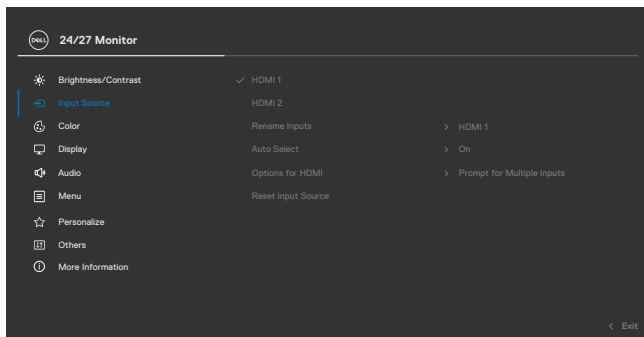 DELL 24/27 Monitor
Brightness/Contrast HDMI 1
Input Source HDMI 2
Color Rename Inputs > HDMI 1
Display Auto Select > On
Audio Options for HDMI > Prompt for Multiple Inputs
Menu Reset Input Source
Personalize
Others
More Information
< Exit